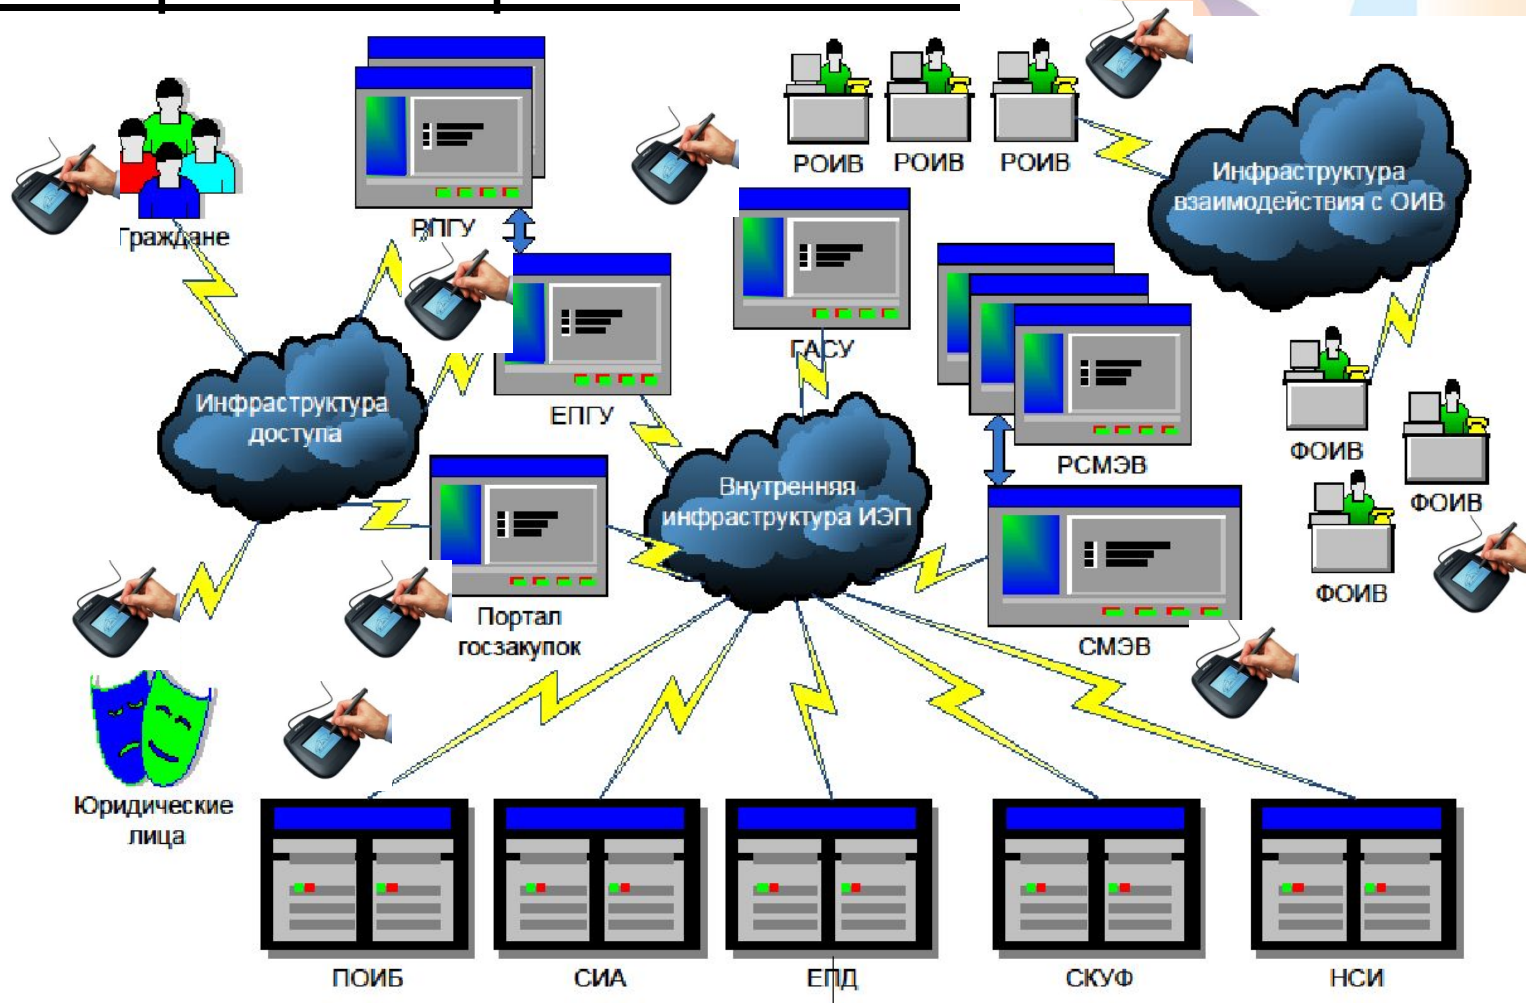 РОИВ
РОИВ
РОИВ
Инфраструктура
взаимодействия с ОИВ
Граждане
РПГУ
ГАСУ
Инфраструктура
доступа
ЕПГУ
РСМЭВ
ФОИВ
ФОИВ
ФОИВ
Внутренняя
инфраструктура ИЭП
Портал
госзакупок
СМЭВ
Юридические
лица
ПОИБ
СИА
ЕПД
СКУФ
НСИ